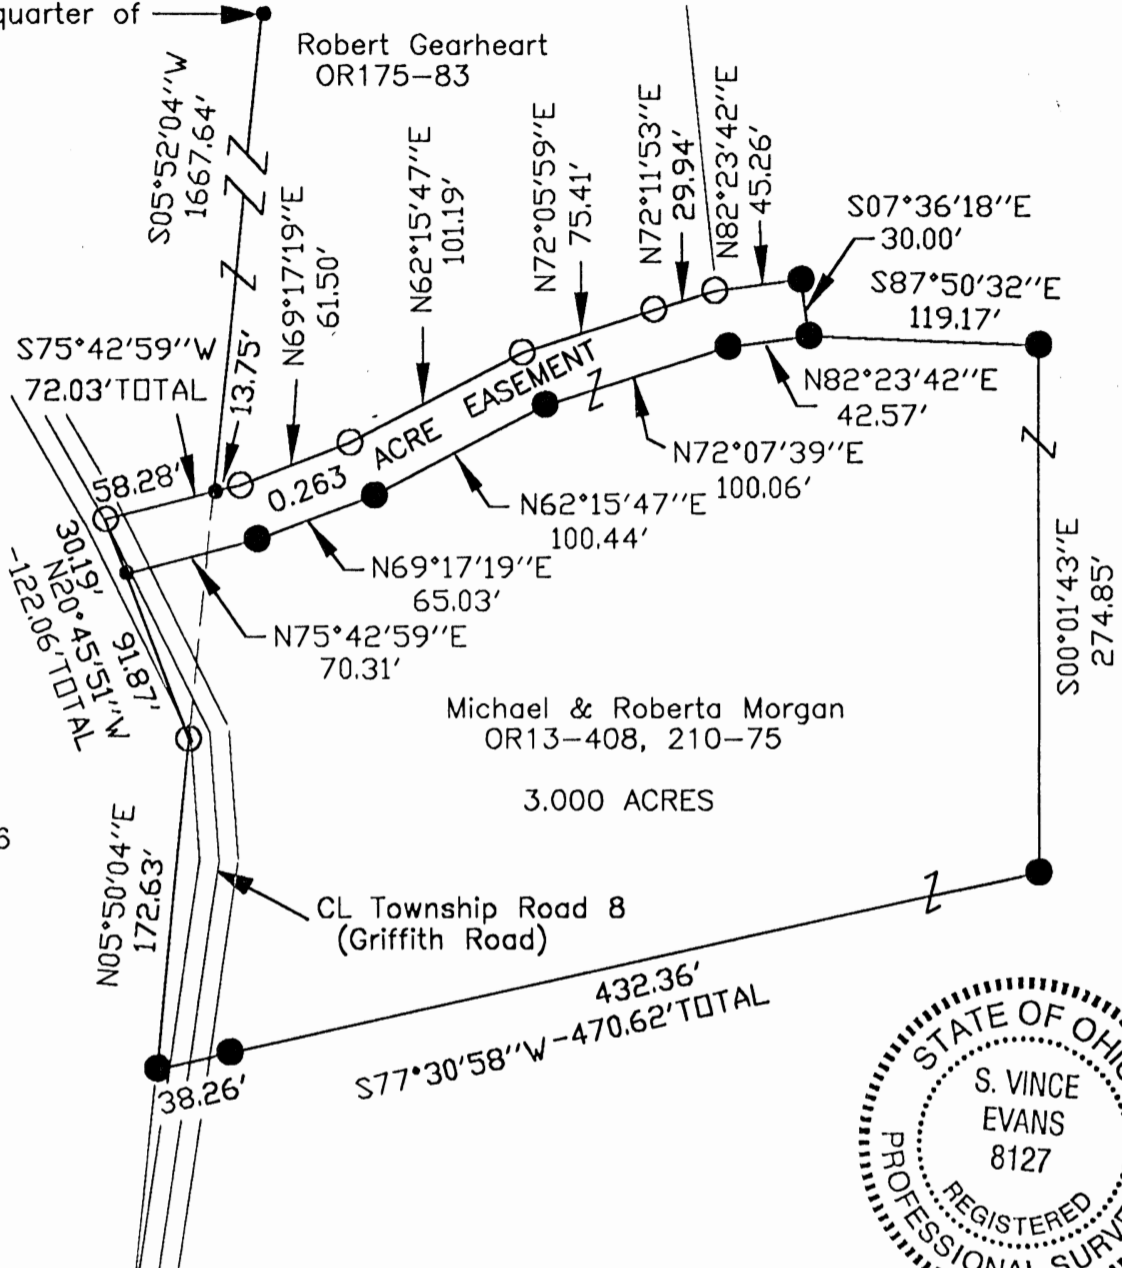 quarter of
Robert Gearheart
OR175-83
S05°52'04"W
1667.64'
N69°17'19"E
61.50'
N62°15'47"E
101.19'
N72°05'59"E
75.41'
N72°11'53"E
29.94'
N82°23'42"E
45.26'
S07°36'18"E
30.00'
S87°50'32"E
119.17'
S75°42'59"W
72.03'TOTAL
13.75'
58.28'
0.263 ACRE EASEMENT
N82°23'42"E
42.57'
N72°07'39"E
100.06'
N62°15'47"E
100.44'
N69°17'19"E
65.03'
N75°42'59"E
70.31'
30.19'
91.87'
N20°45'51"W
-122.06'TOTAL
S00°01'43"E
274.85'
Michael & Roberta Morgan
OR13-408, 210-75
3.000 ACRES
6
N05°50'04"E
172.63'
CL Township Road 8
(Griffith Road)
432.36'
S77°30'58"W-470.62'TOTAL
38.26'
STATE OF OHIO
S. VINCE
EVANS
8127
REGISTERED
PROFESSIONAL SURVE